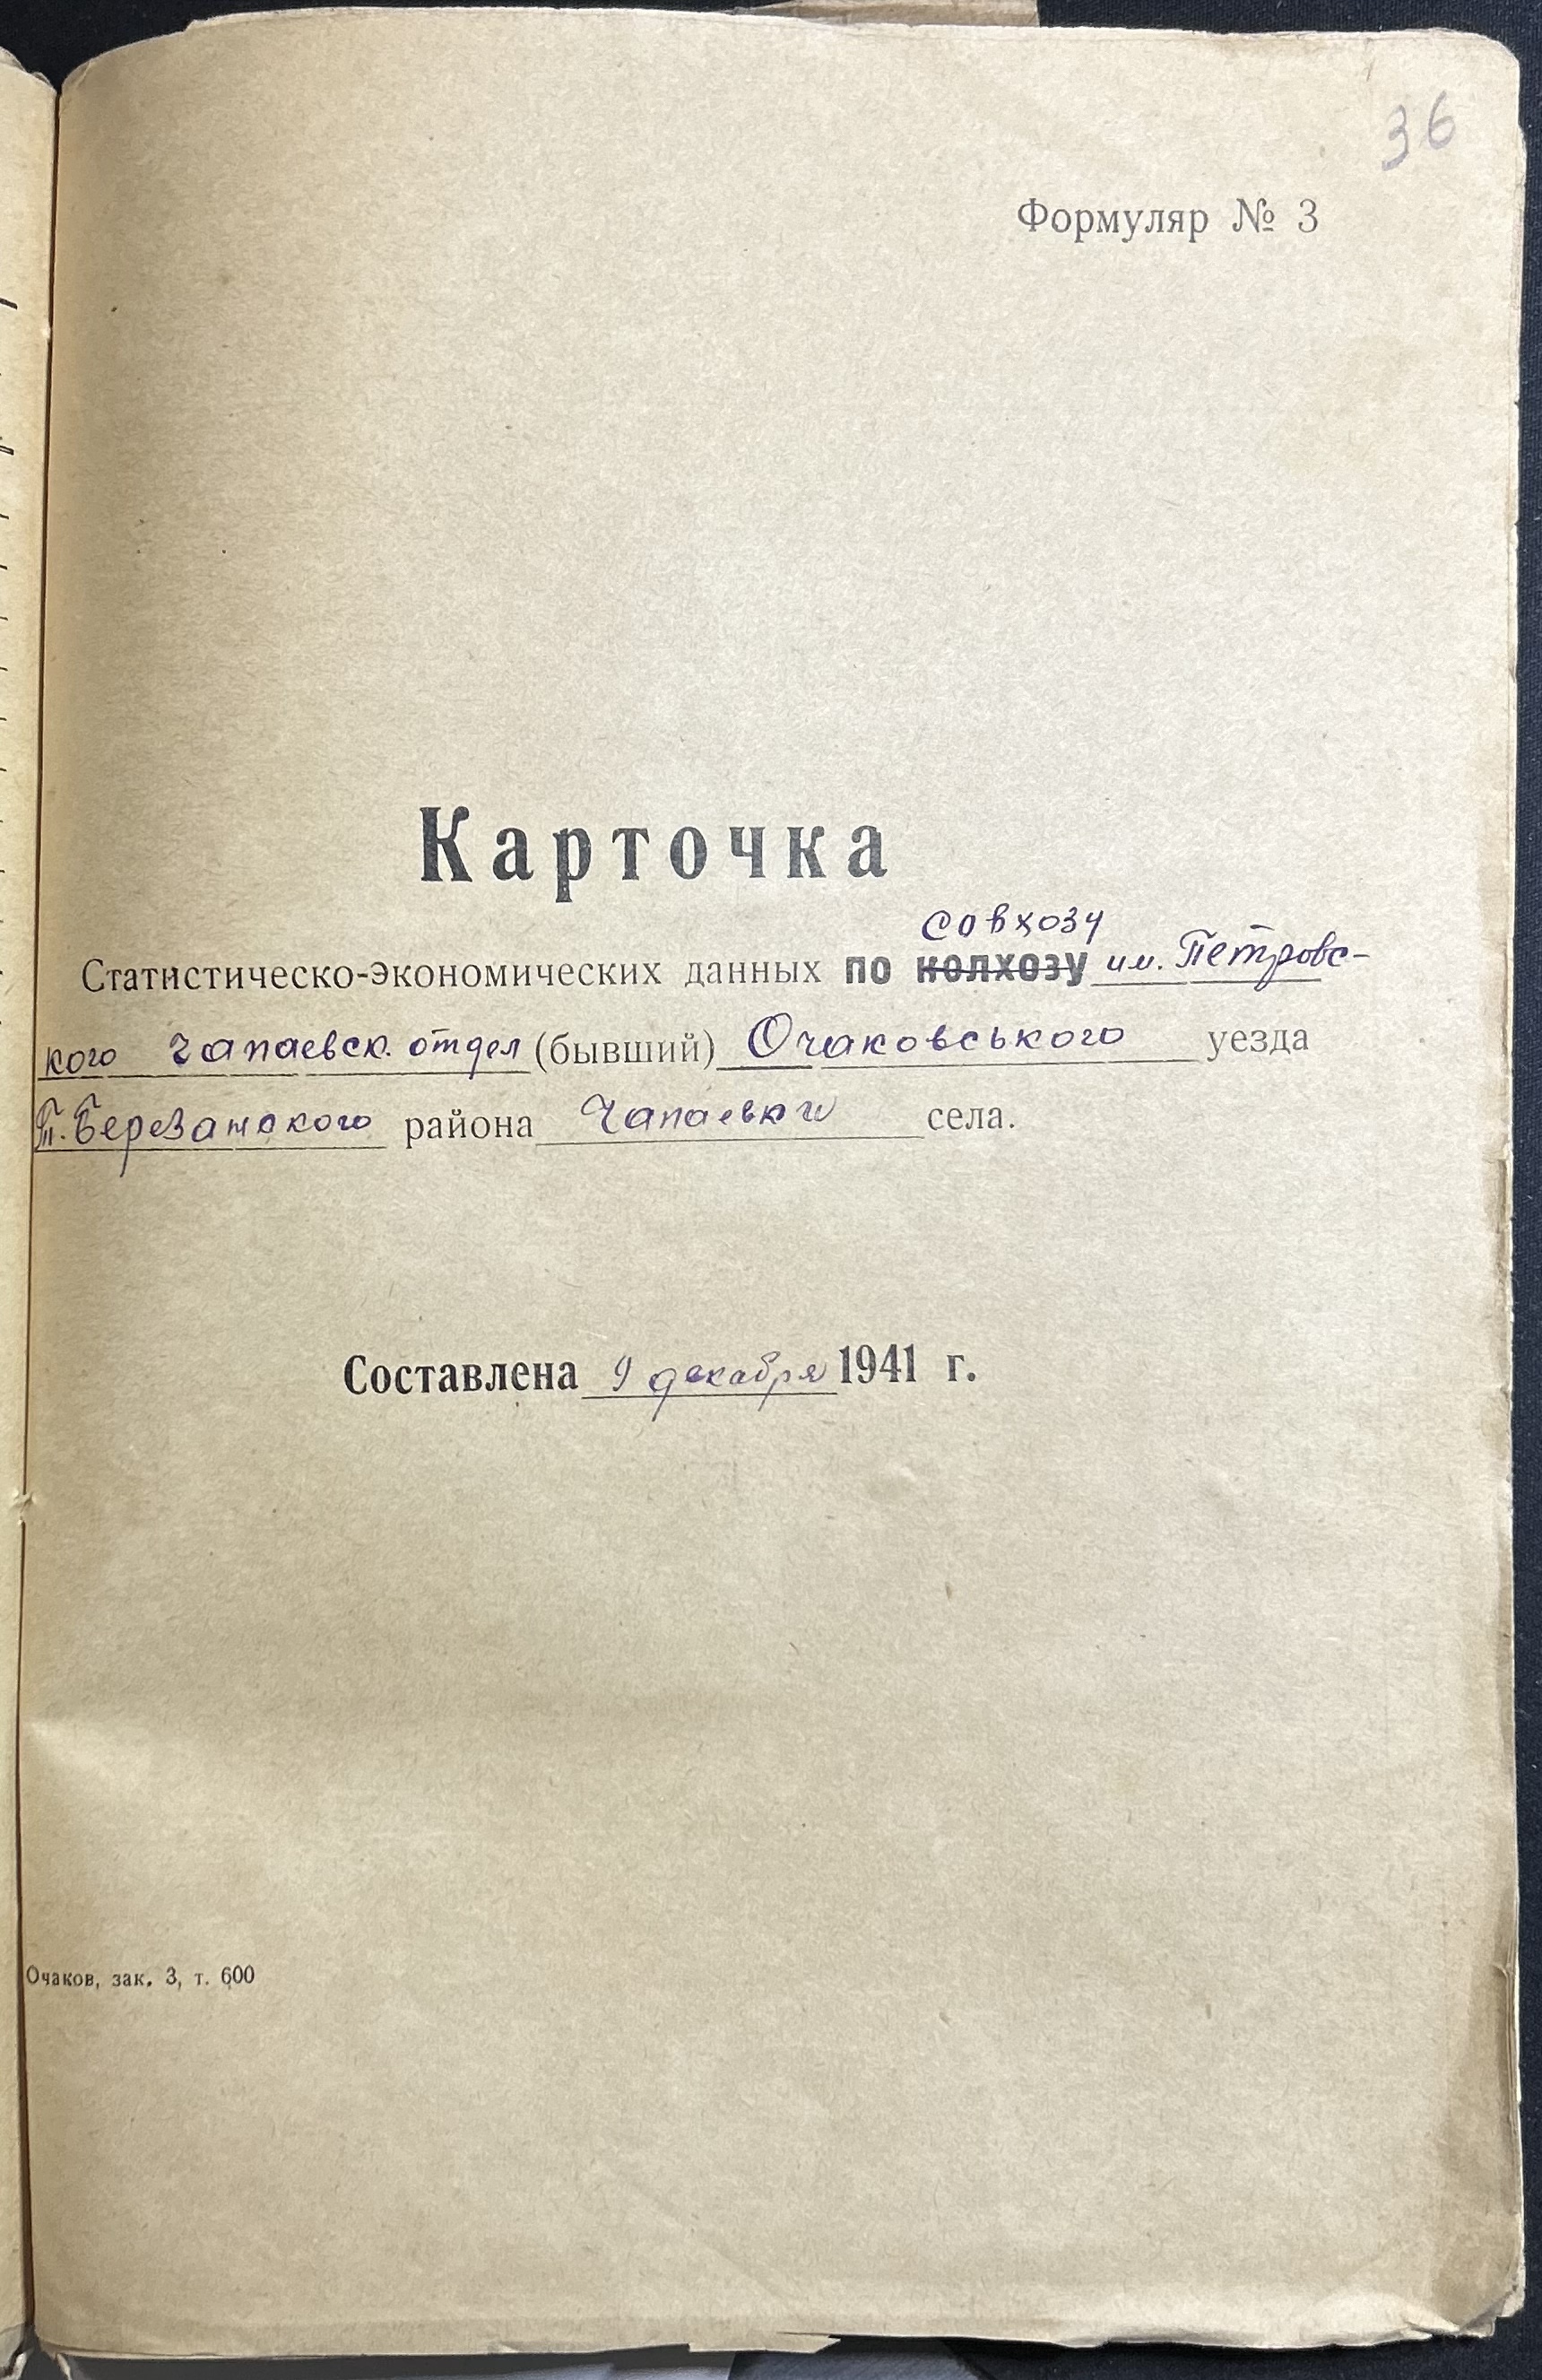 36
Формуляр № 3
Карточка
совхозу
Статистическо-экономических данных по колхозу им. Петровс-
кого Чапаевск. отдел (бывший) Очаковського уезда
Т. Березанского района Чапаевки села.
Составлена 9 декабря 1941 г.
Очаков, зак. 3, т. 600